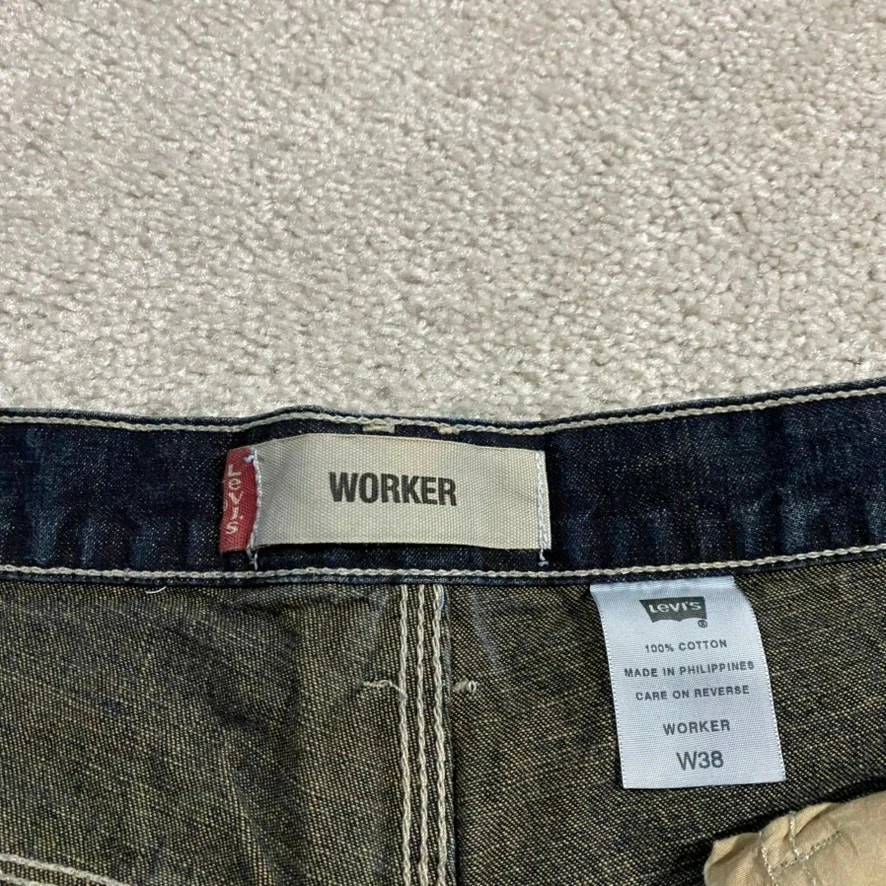 Levi's
WORKER
Levi's
®
100% COTTON
MADE IN PHILIPPINES
CARE ON REVERSE
WORKER
W38